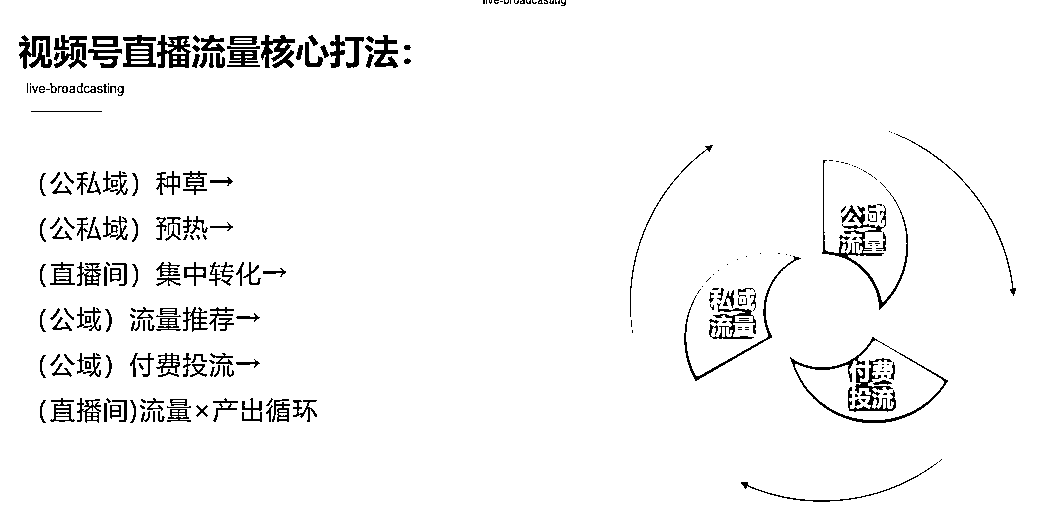 live-broadcasting
视频号直播流量核心打法：
live-broadcasting
（公私域）种草→
（公私域）预热→
（直播间）集中转化→
（公域）流量推荐→
（公域）付费投流→
（直播间)流量×产出循环
公域
流量
私域
流量
付费
投流